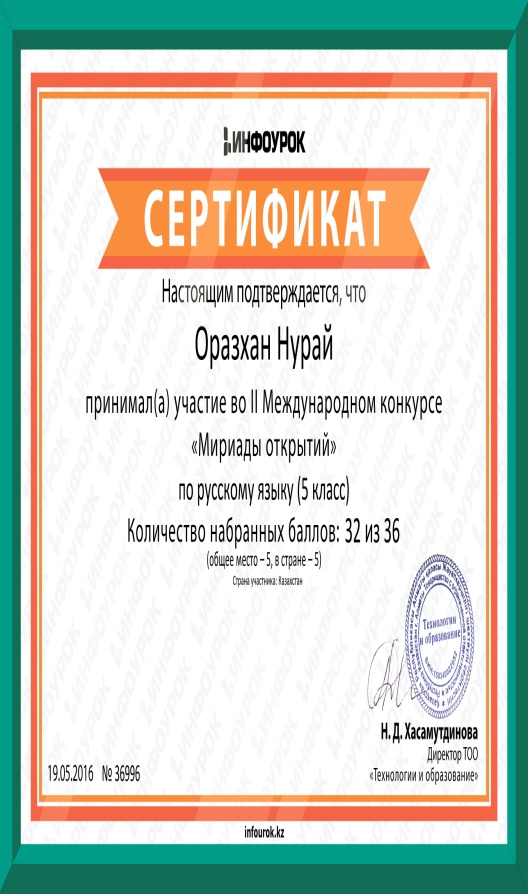 ИНФОУРОК
СЕРТИФИКАТ
Настоящим подтверждается, что
Оразхан Нурай
принимал(а) участие во II Международном конкурсе
«Мириады открытий»
по русскому языку (5 класс)
Количество набранных баллов: 32 из 36
(общее место – 5, в стране – 5)
Страна участника: Казахстан
Технологии
и образование
Н. Д. Хасамутдинова
Директор ТОО
«Технологии и образование»
19.05.2016 № 36996
infourok.kz